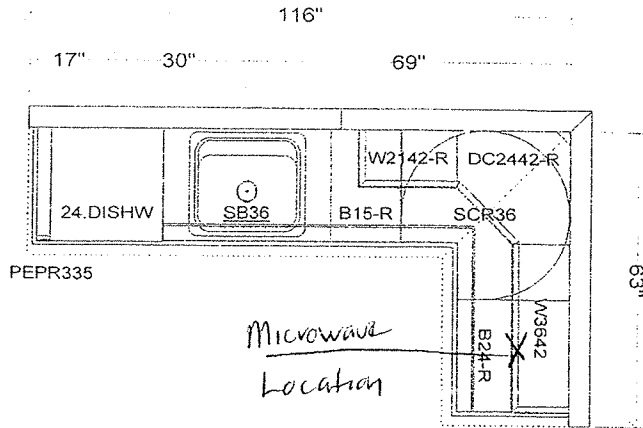 116"
17" 30" 69"
W2142-R DC2442-R
24.DISHW SB36 B15-R SCR36
PEPR335
63"
W3642
B24-R
Microwave
Location